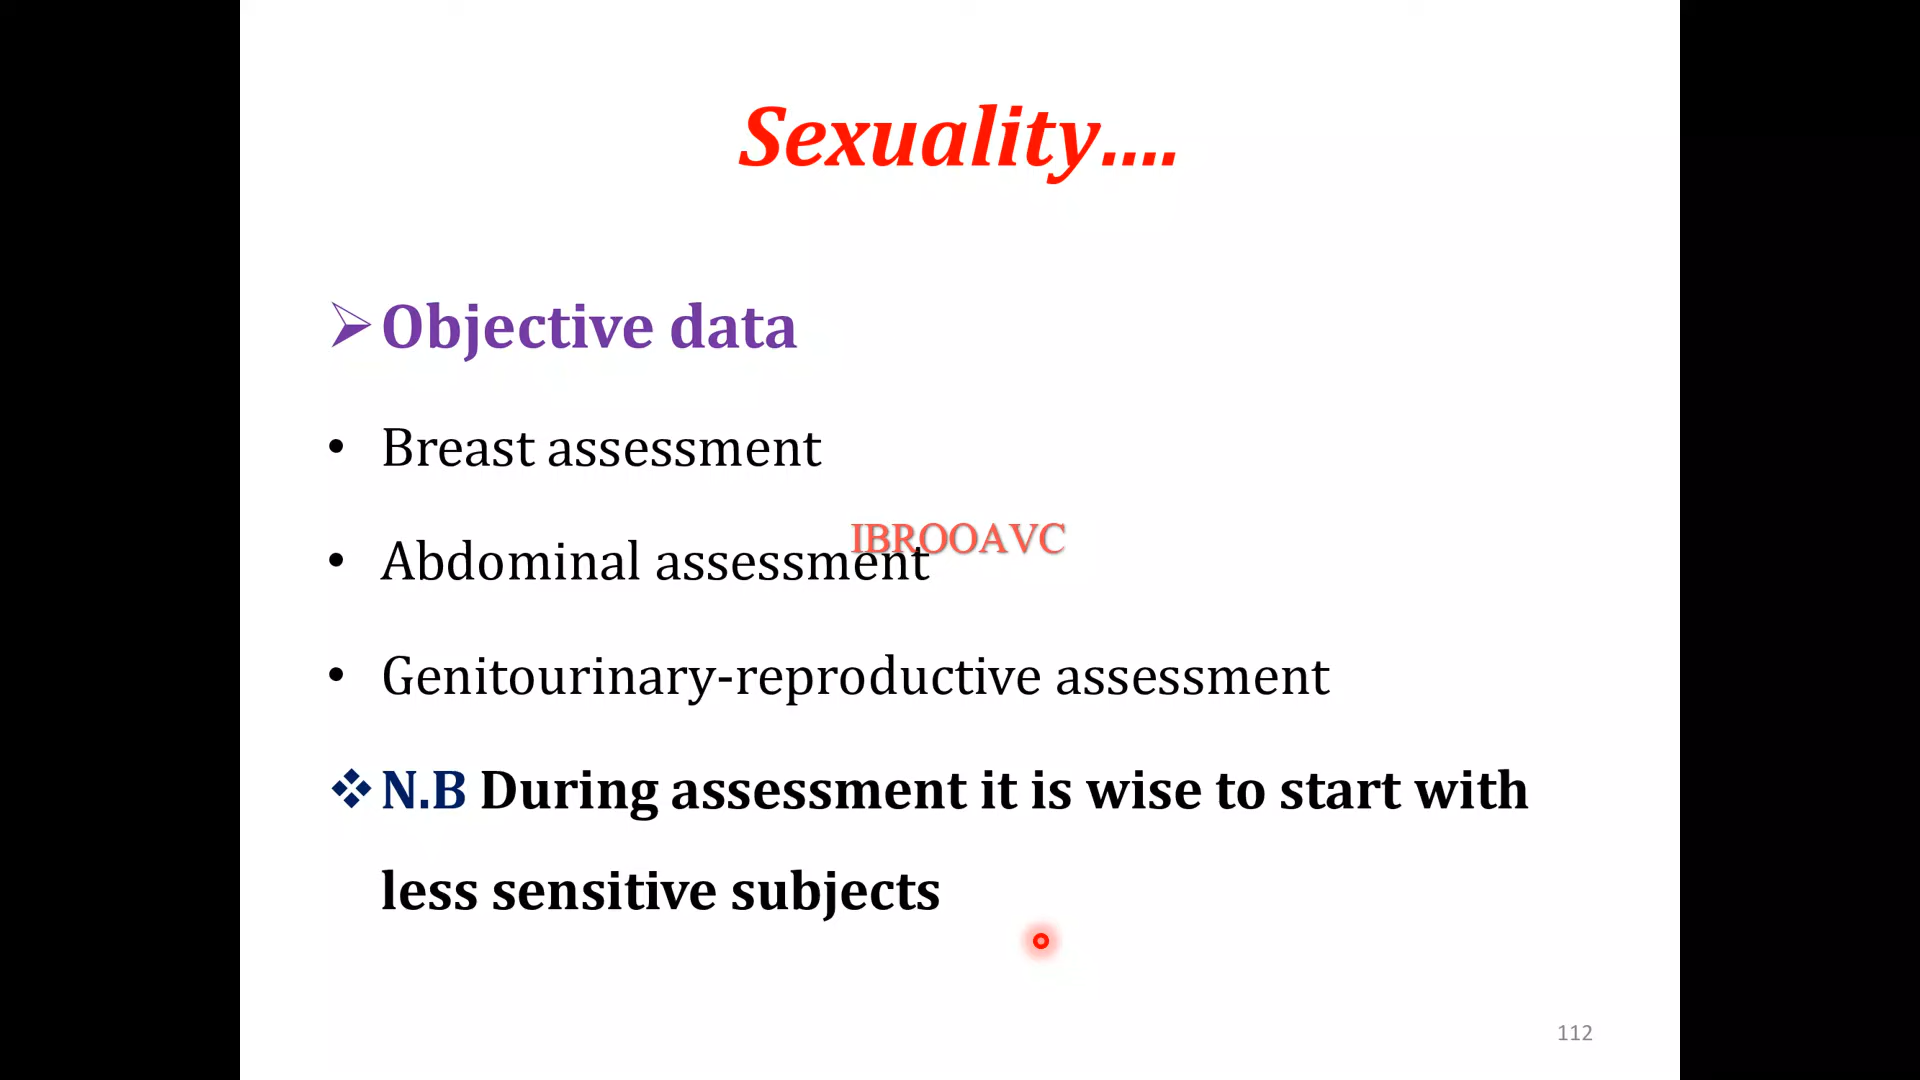 Sexuality....
➢Objective data
• Breast assessment
IBROOAVC
• Abdominal assessment
• Genitourinary-reproductive assessment
❖N.B During assessment it is wise to start with
less sensitive subjects
112